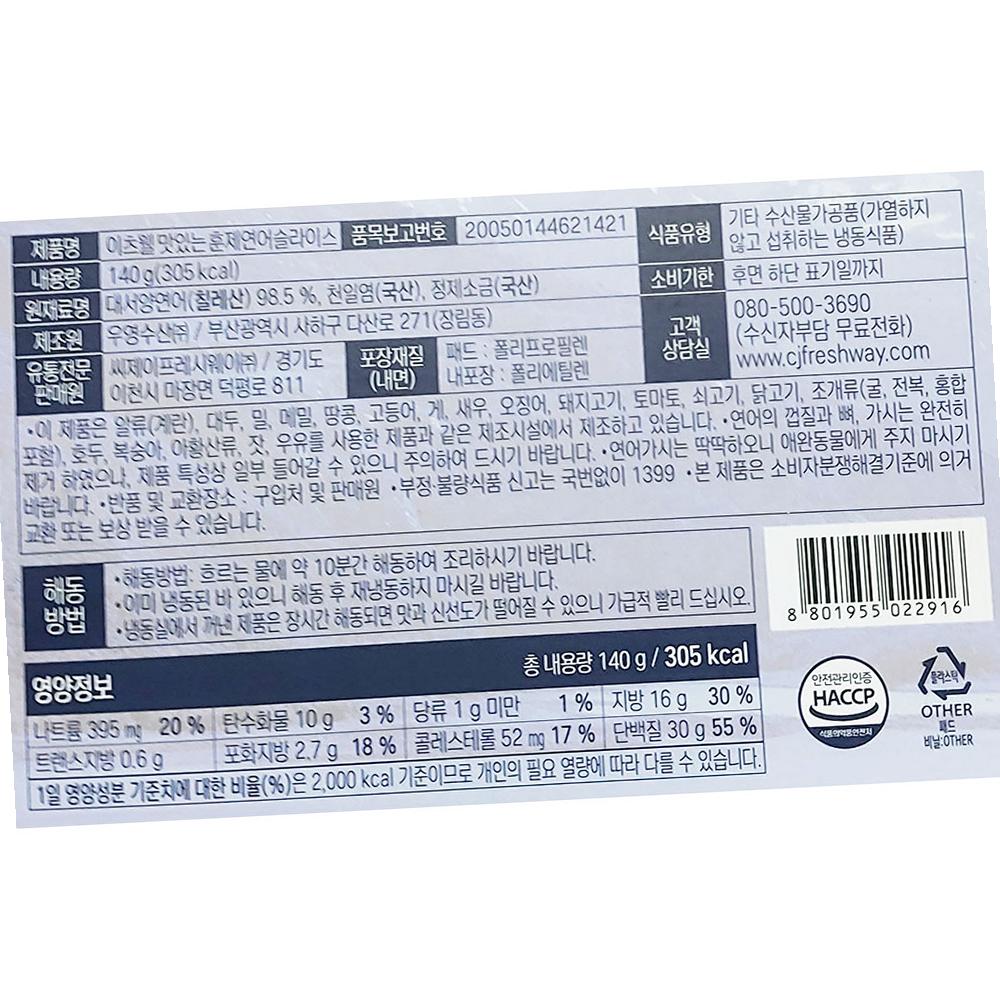 제품명 이츠웰 맛있는 훈제연어슬라이스 품목보고번호 20050144621421 식품유형 기타 수산물가공품(가열하지
않고 섭취하는 냉동식품)
내용량 140g(305kcal) 소비기한 후면 하단 표기일까지
원재료명 대서양연어(칠레산) 98.5 %, 천일염(국산), 정제소금(국산)
제조원 우영수산㈜ / 부산광역시 사하구 다산로 271(장림동)
고객
상담실
080-500-3690
(수신자부담 무료전화)
www.cjfreshway.com
유통전문
판매원
씨제이프레시웨이㈜ / 경기도
이천시 마장면 덕평로 811
포장재질
(내면)
패드 : 폴리프로필렌
내포장 : 폴리에틸렌
•이 제품은 알류(계란), 대두, 밀, 메밀, 땅콩, 고등어, 게, 새우, 오징어, 돼지고기, 토마토, 쇠고기, 닭고기, 조개류(굴, 전복, 홍합
포함), 호두, 복숭아, 아황산류, 잣, 우유를 사용한 제품과 같은 제조시설에서 제조하고 있습니다. •연어의 껍질과 뼈, 가시는 완전히
제거 하였으나, 제품 특성상 일부 들어갈 수 있으니 주의하여 드시기 바랍니다. •연어가시는 딱딱하오니 애완동물에게 주지 마시기
바랍니다. •반품 및 교환장소 : 구입처 및 판매원 •부정·불량식품 신고는 국번없이 1399 •본 제품은 소비자분쟁해결기준에 의거
교환 또는 보상 받을 수 있습니다.
해동
방법
•해동방법: 흐르는 물에 약 10분간 해동하여 조리하시기 바랍니다.
•이미 냉동된 바 있으니 해동 후 재냉동하지 마시길 바랍니다.
•냉동실에서 꺼낸 제품은 장시간 해동되면 맛과 신선도가 떨어질 수 있으니 가급적 빨리 드십시오.
8 801955 022916
영양정보 총 내용량 140 g / 305 kcal
나트륨 395 mg 20 % 탄수화물 10 g 3 % 당류 1 g 미만 1 % 지방 16 g 30 %
트랜스지방 0.6 g 포화지방 2.7 g 18 % 콜레스테롤 52 mg 17 % 단백질 30 g 55 %
1일 영양성분 기준치에 대한 비율(%)은 2,000 kcal 기준이므로 개인의 필요 열량에 따라 다를 수 있습니다.
안전관리인증
HACCP
식품의약품안전처
플라스틱
OTHER
패드
비닐:OTHER